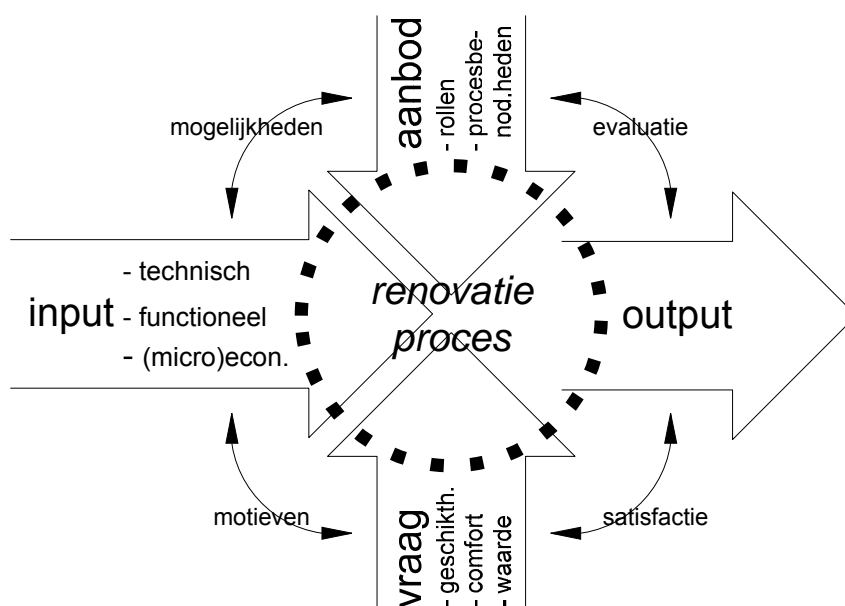 aanbod
- rollen
- procesbe-
nod.heden
mogelijkheden
evaluatie
input
- technisch
- functioneel
- (micro)econ.
renovatie
proces
output
motieven
satisfactie
vraag
- geschikth.
- comfort
- waarde